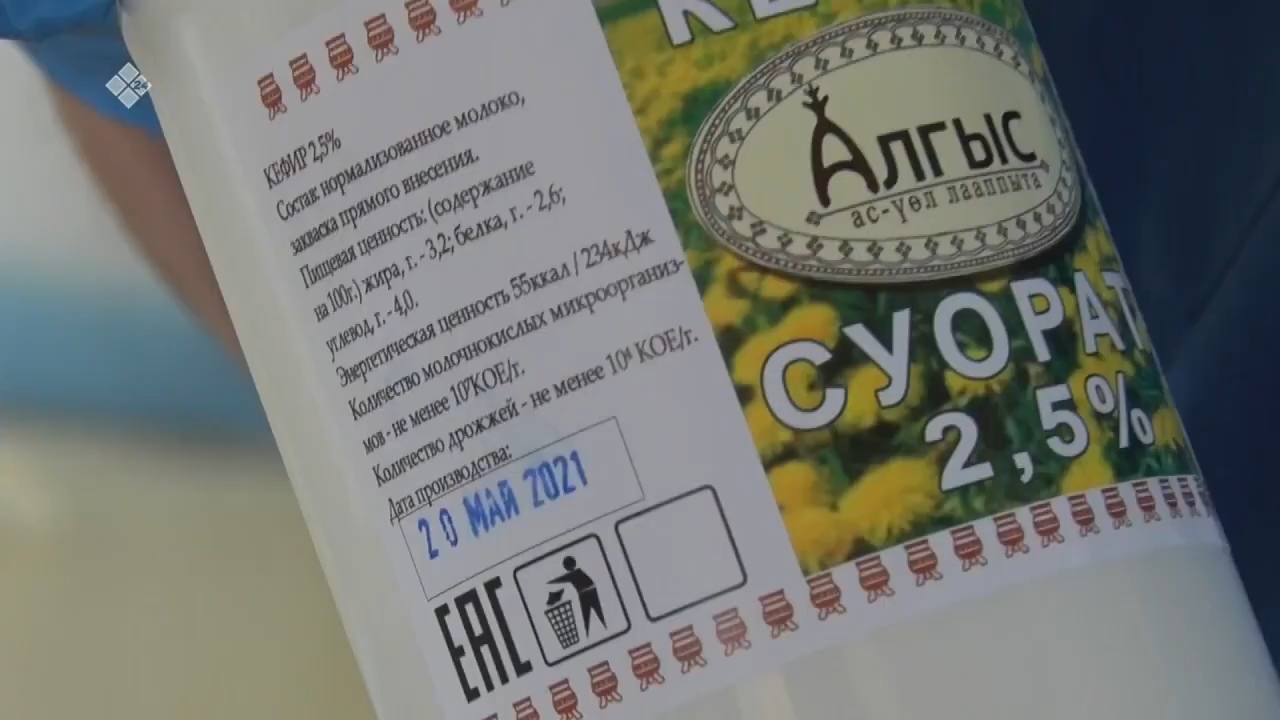 КЕФИР 2,5%
Состав: нормализованное молоко,
закваска прямого внесения.
Пищевая ценность: (содержание
на 100г.) жира, г. - 3,2; белка, г. - 2,6;
углевод, г. - 4,0.
Энергетическая ценность 55ккал / 234кДж
Количество молочнокислых микроорганиз-
мов - не менее 10⁷КОЕ/г.
Количество дрожжей - не менее 10⁴ КОЕ/г.
Дата производства:
20 МАЙ 2021
ЕАС
Алгыс
ас-үөл лааппыта
СУОРАТ
2,5%
24